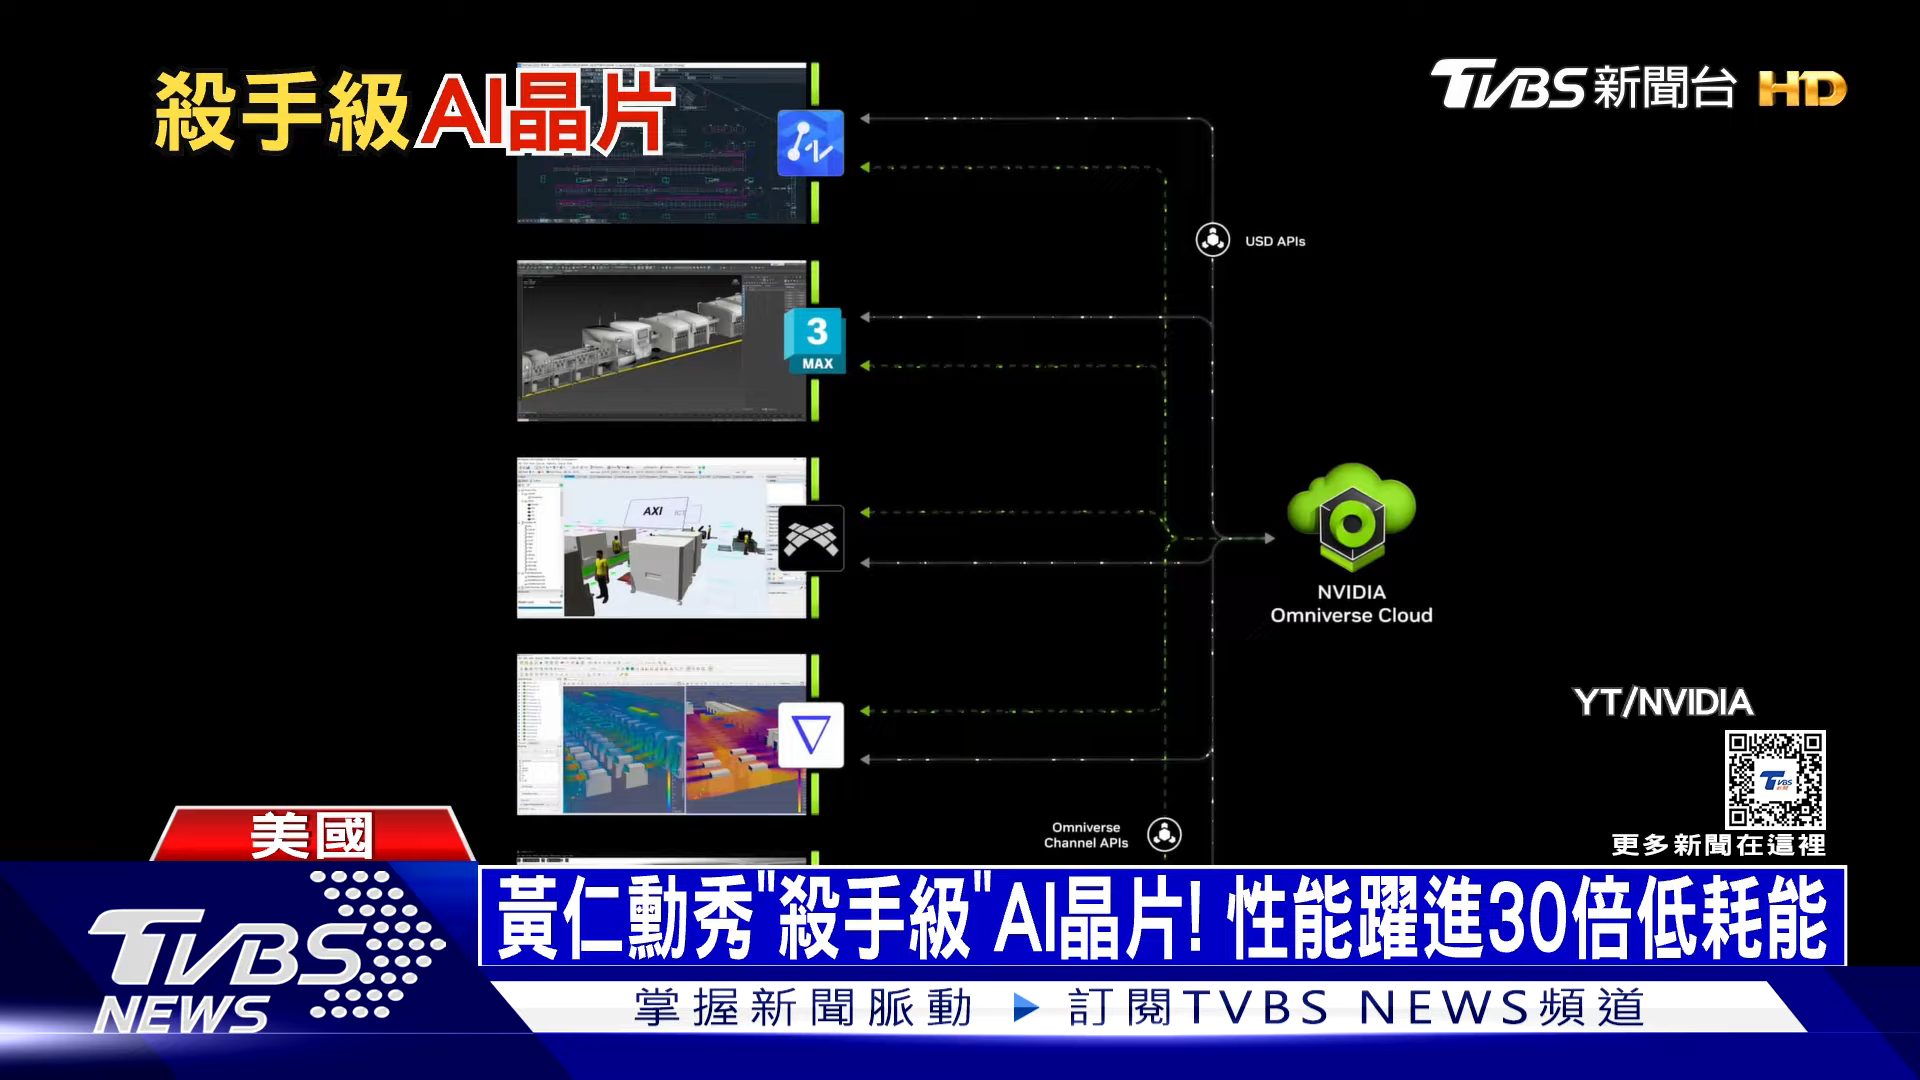 殺手級AI晶片
TVBS新聞台 HD
USD APIs
3
MAX
AXI
NVIDIA
Omniverse Cloud
YT/NVIDIA
TVBS
更多新聞在這裡
Omniverse
Channel APIs
美國
黃仁勳秀"殺手級"AI晶片! 性能躍進30倍低耗能
TVBS
NEWS
掌握新聞脈動 ▶ 訂閱TVBS NEWS頻道